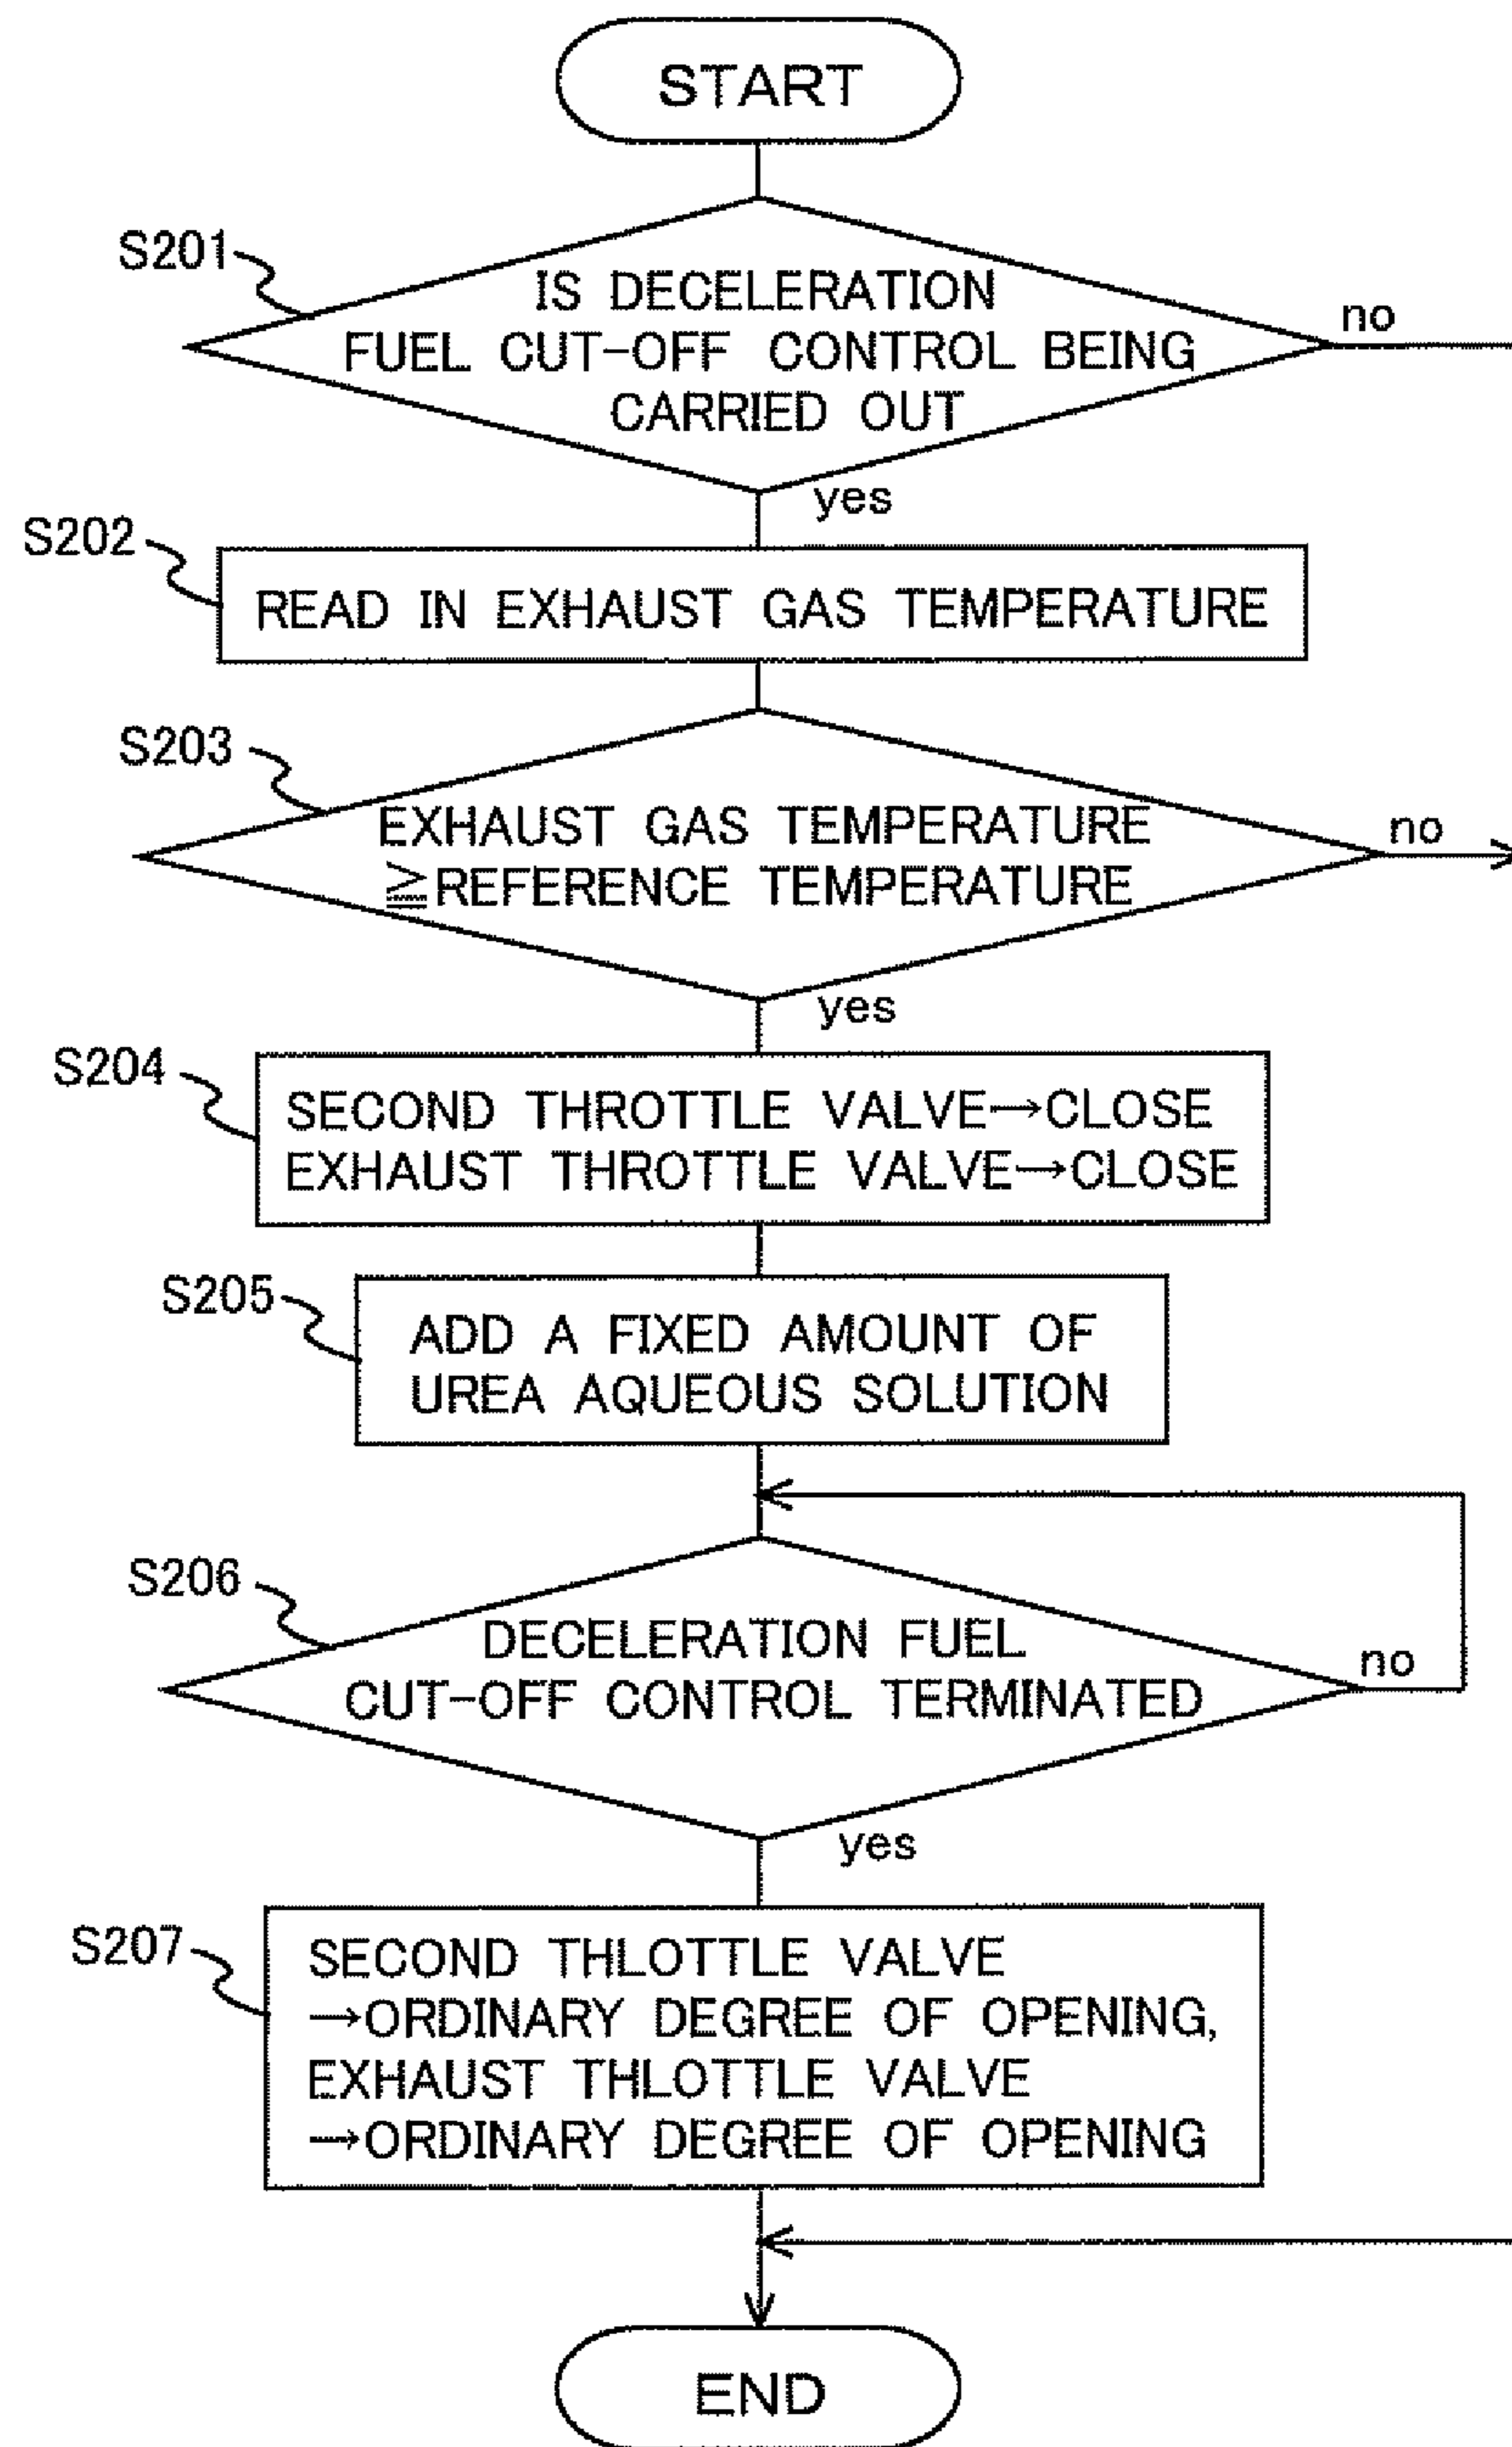 START
S201
IS DECELERATION
FUEL CUT-OFF CONTROL BEING
CARRIED OUT
no
yes
S202
READ IN EXHAUST GAS TEMPERATURE
S203
EXHAUST GAS TEMPERATURE
≧REFERENCE TEMPERATURE
no
yes
S204
SECOND THROTTLE VALVE→CLOSE
EXHAUST THROTTLE VALVE→CLOSE
S205
ADD A FIXED AMOUNT OF
UREA AQUEOUS SOLUTION
S206
DECELERATION FUEL
CUT-OFF CONTROL TERMINATED
no
yes
S207
SECOND THLOTTLE VALVE
→ORDINARY DEGREE OF OPENING,
EXHAUST THLOTTLE VALVE
→ORDINARY DEGREE OF OPENING
END